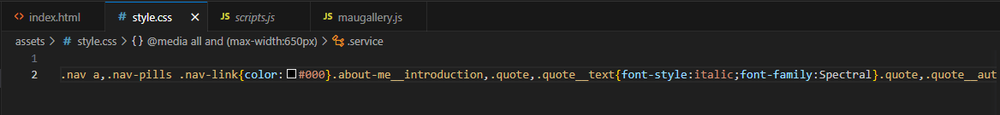 index.html
# style.css
JS scripts.js
JS maugallery.js
assets > # style.css > {} @media all and (max-width:650px) > .service
1
2 .nav a,.nav-pills .nav-link{color:#000}.about-me__introduction,.quote,.quote__text{font-style:italic;font-family:Spectral}.quote,.quote__aut